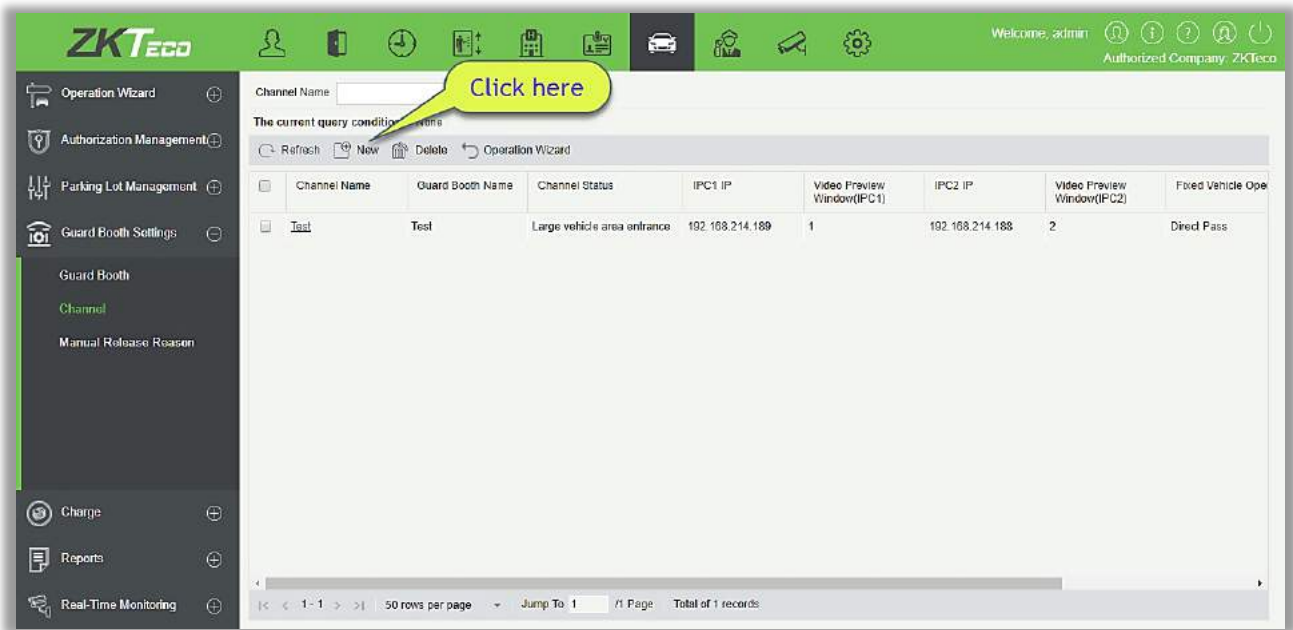 ZKTeco
Welcome, admin
Authorized Company: ZKTeco
Operation Wizard
Authorization Management
Parking Lot Management
Guard Booth Settings
Guard Booth
Channel
Manual Release Reason
Charge
Reports
Real-Time Monitoring
Channel Name
Click here
The current query condition None
Refresh New Delete Operation Wizard
Channel Name Guard Booth Name Channel Status IPC1 IP Video Preview Window(IPC1) IPC2 IP Video Preview Window(IPC2) Fixed Vehicle Ope
Test Test Large vehicle area entrance 192.168.214.189 1 192.168.214.188 2 Direct Pass
1-1 50 rows per page Jump To 1 /1 Page Total of 1 records